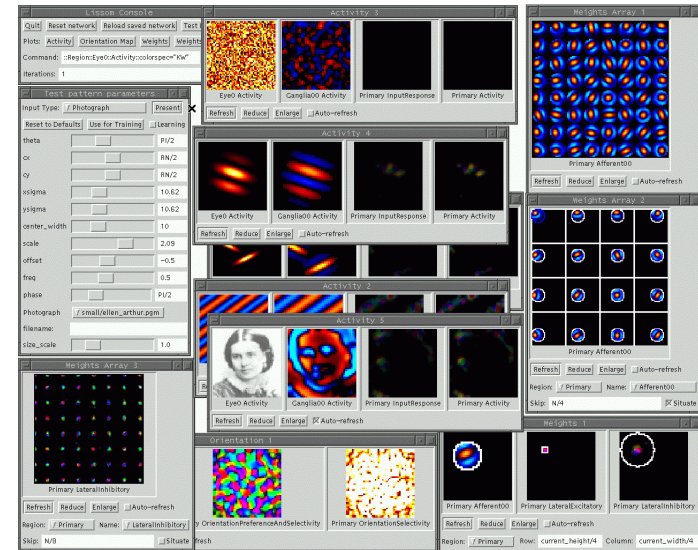 Lissom Console
Quit Reset network Reload saved network Test
Plots: Activity Orientation Map Weights Weights
Command: ::Region::Eye0::Activity::colorspec="KW"
Iterations: 1
Test pattern parameters
Input Type: Photograph Present
Reset to Defaults Use for Training Learning
theta PI/2
cx RN/2
cy RN/2
xsigma 10.62
ysigma 10.62
center_width 10
scale 2.09
offset -0.5
freq 0.5
phase PI/2
Photograph small/ellen_arthur.pgm
filename:
size_scale 1.0
Weights Array 3
Primary LateralInhibitory
Refresh Reduce Enlarge Auto-refresh
Region: Primary Name: LateralInhibitory
Skip: N/8 Situate
Activity 3
Eye0 Activity Ganglia00 Activity Primary InputResponse Primary Activity
Refresh Reduce Enlarge Auto-refresh
Activity 4
Eye0 Activity Ganglia00 Activity Primary InputResponse Primary Activity
Refresh Reduce Enlarge Auto-refresh
Activity 2
Activity 5
Eye0 Activity Ganglia00 Activity Primary InputResponse Primary Activity
Refresh Reduce Enlarge Auto-refresh
Orientation 1
OrientationPreferenceAndSelectivity Primary OrientationSelectivity
Weights Array 1
Primary Afferent00
Refresh Reduce Enlarge Auto-refresh
Weights Array 2
Primary Afferent00
Refresh Reduce Enlarge Auto-refresh
Region: Primary Name: Afferent00
Skip: N/4 Situate
Weights 1
Primary Afferent00 Primary LateralExcitatory Primary LateralInhibitory
Refresh Reduce Enlarge Auto-refresh
Region: Primary Row: current_height/4 Column: current_width/4